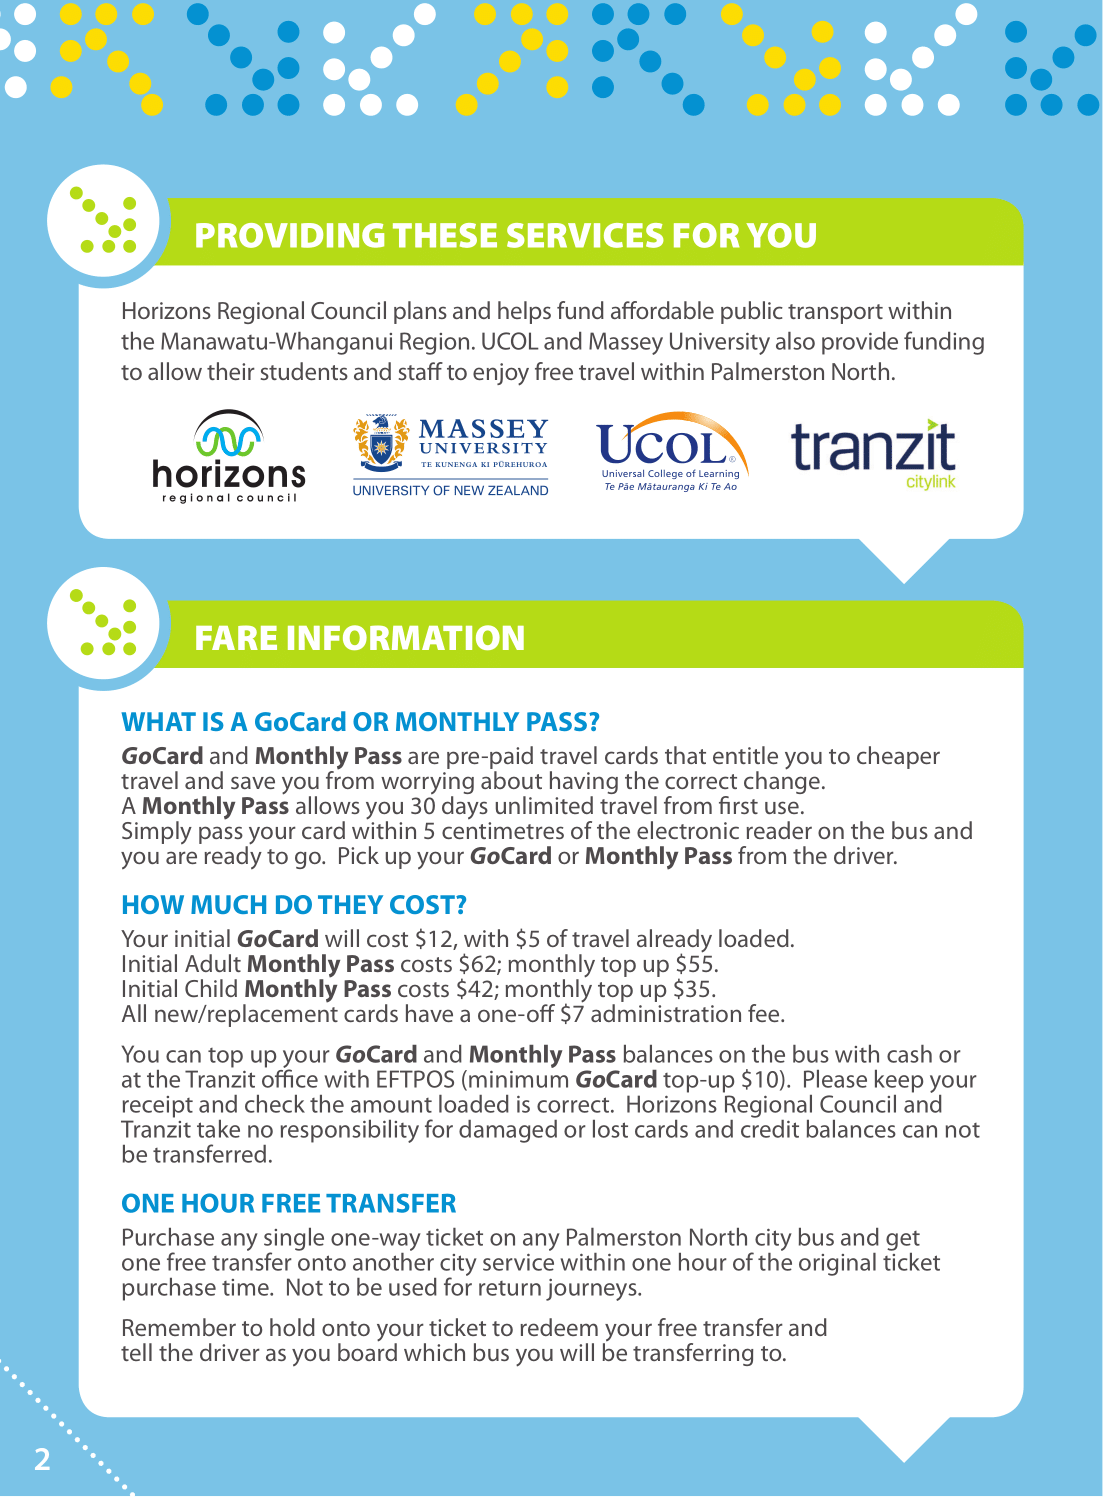 PROVIDING THESE SERVICES FOR YOU
Horizons Regional Council plans and helps fund affordable public transport within
the Manawatu-Whanganui Region. UCOL and Massey University also provide funding
to allow their students and staff to enjoy free travel within Palmerston North.
horizons
regional council
MASSEY
UNIVERSITY
TE KUNENGA KI PŪREHUROA
UNIVERSITY OF NEW ZEALAND
UCOL®
Universal College of Learning
Te Pāe Mātauranga Ki Te Ao
tranzit
citylink
FARE INFORMATION
WHAT IS A GoCard OR MONTHLY PASS?
GoCard and Monthly Pass are pre-paid travel cards that entitle you to cheaper
travel and save you from worrying about having the correct change.
A Monthly Pass allows you 30 days unlimited travel from first use.
Simply pass your card within 5 centimetres of the electronic reader on the bus and
you are ready to go.  Pick up your GoCard or Monthly Pass from the driver.
HOW MUCH DO THEY COST?
Your initial GoCard will cost $12, with $5 of travel already loaded.
Initial Adult Monthly Pass costs $62; monthly top up $55.
Initial Child Monthly Pass costs $42; monthly top up $35.
All new/replacement cards have a one-off $7 administration fee.
You can top up your GoCard and Monthly Pass balances on the bus with cash or
at the Tranzit office with EFTPOS (minimum GoCard top-up $10).  Please keep your
receipt and check the amount loaded is correct.  Horizons Regional Council and
Tranzit take no responsibility for damaged or lost cards and credit balances can not
be transferred.
ONE HOUR FREE TRANSFER
Purchase any single one-way ticket on any Palmerston North city bus and get
one free transfer onto another city service within one hour of the original ticket
purchase time.  Not to be used for return journeys.
Remember to hold onto your ticket to redeem your free transfer and
tell the driver as you board which bus you will be transferring to.
2